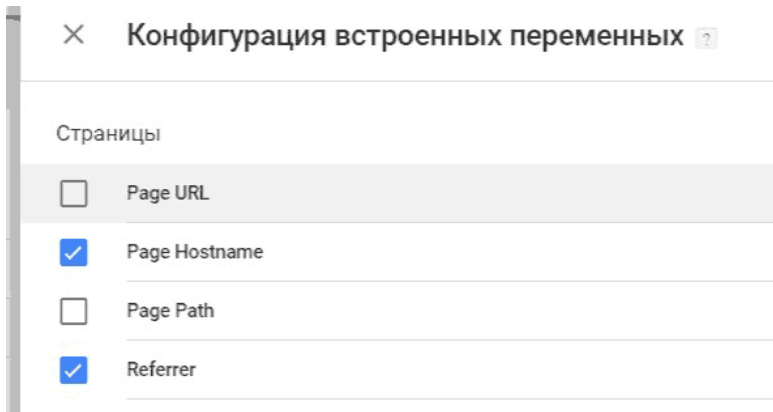 Конфигурация встроенных переменных ?
Страницы
Page URL
Page Hostname
Page Path
Referrer